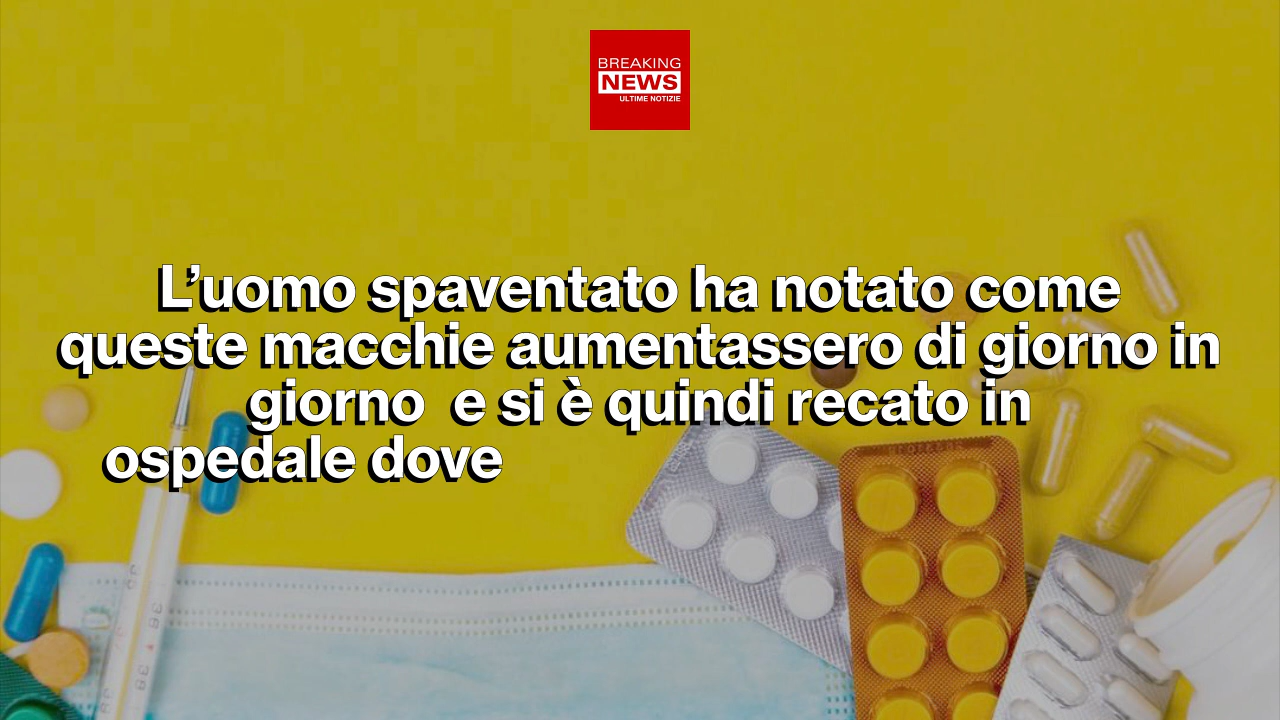 BREAKING
NEWS
ULTIME NOTIZIE
L’uomo spaventato ha notato come
queste macchie aumentassero di giorno in
giorno  e si è quindi recato in
ospedale dove